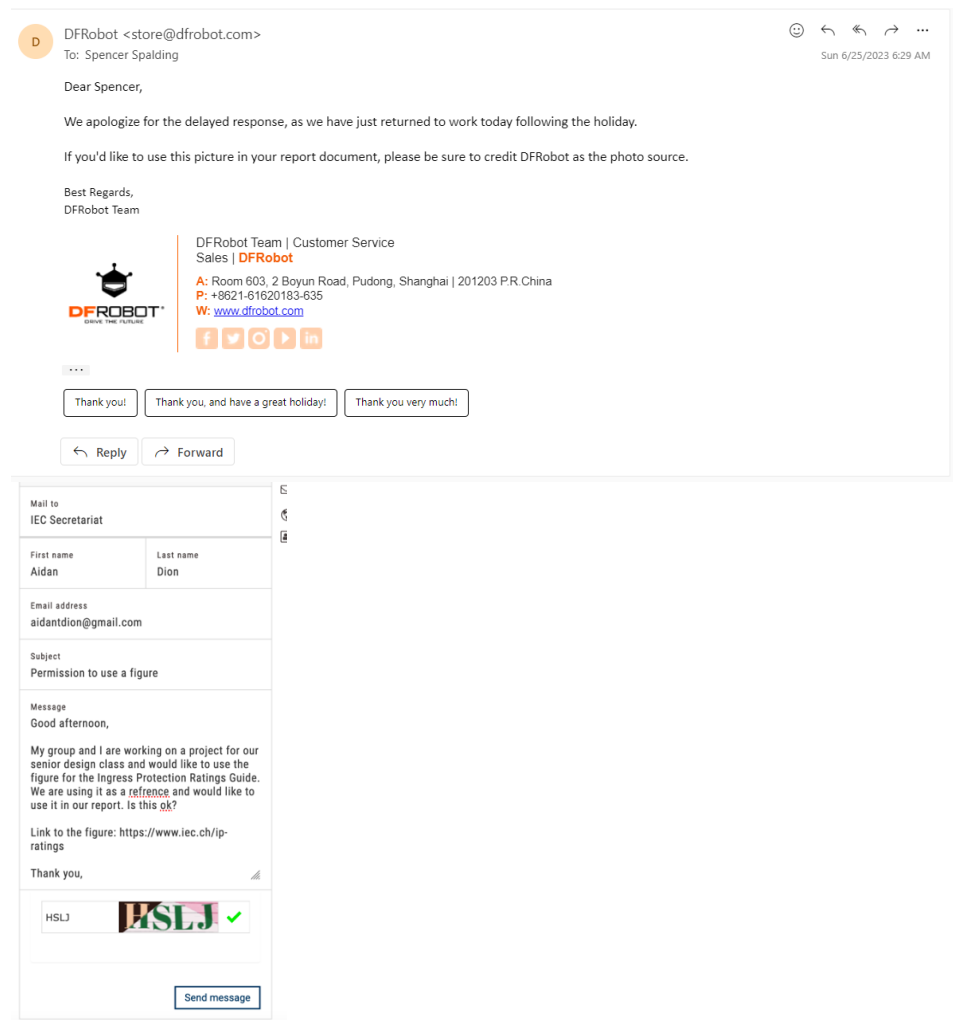 D
DFRobot <store@dfrobot.com>
To: Spencer Spalding
Sun 6/25/2023 6:29 AM
Dear Spencer,
We apologize for the delayed response, as we have just returned to work today following the holiday.
If you'd like to use this picture in your report document, please be sure to credit DFRobot as the photo source.
Best Regards,
DFRobot Team
DFROBOT
DRIVE THE FUTURE
DFRobot Team | Customer Service
Sales | DFRobot
A: Room 603, 2 Boyun Road, Pudong, Shanghai | 201203 P.R.China
P: +8621-61620183-635
W: www.dfrobot.com
Thank you!
Thank you, and have a great holiday!
Thank you very much!
Reply
Forward
Mail to
IEC Secretariat
First name
Last name
Aidan
Dion
Email address
aidantdion@gmail.com
Subject
Permission to use a figure
Message
Good afternoon,
My group and I are working on a project for our
senior design class and would like to use the
figure for the Ingress Protection Ratings Guide.
We are using it as a refrence and would like to
use it in our report. Is this ok?
Link to the figure: https://www.iec.ch/ip-
ratings
Thank you,
HSLJ
HSLJ
Send message